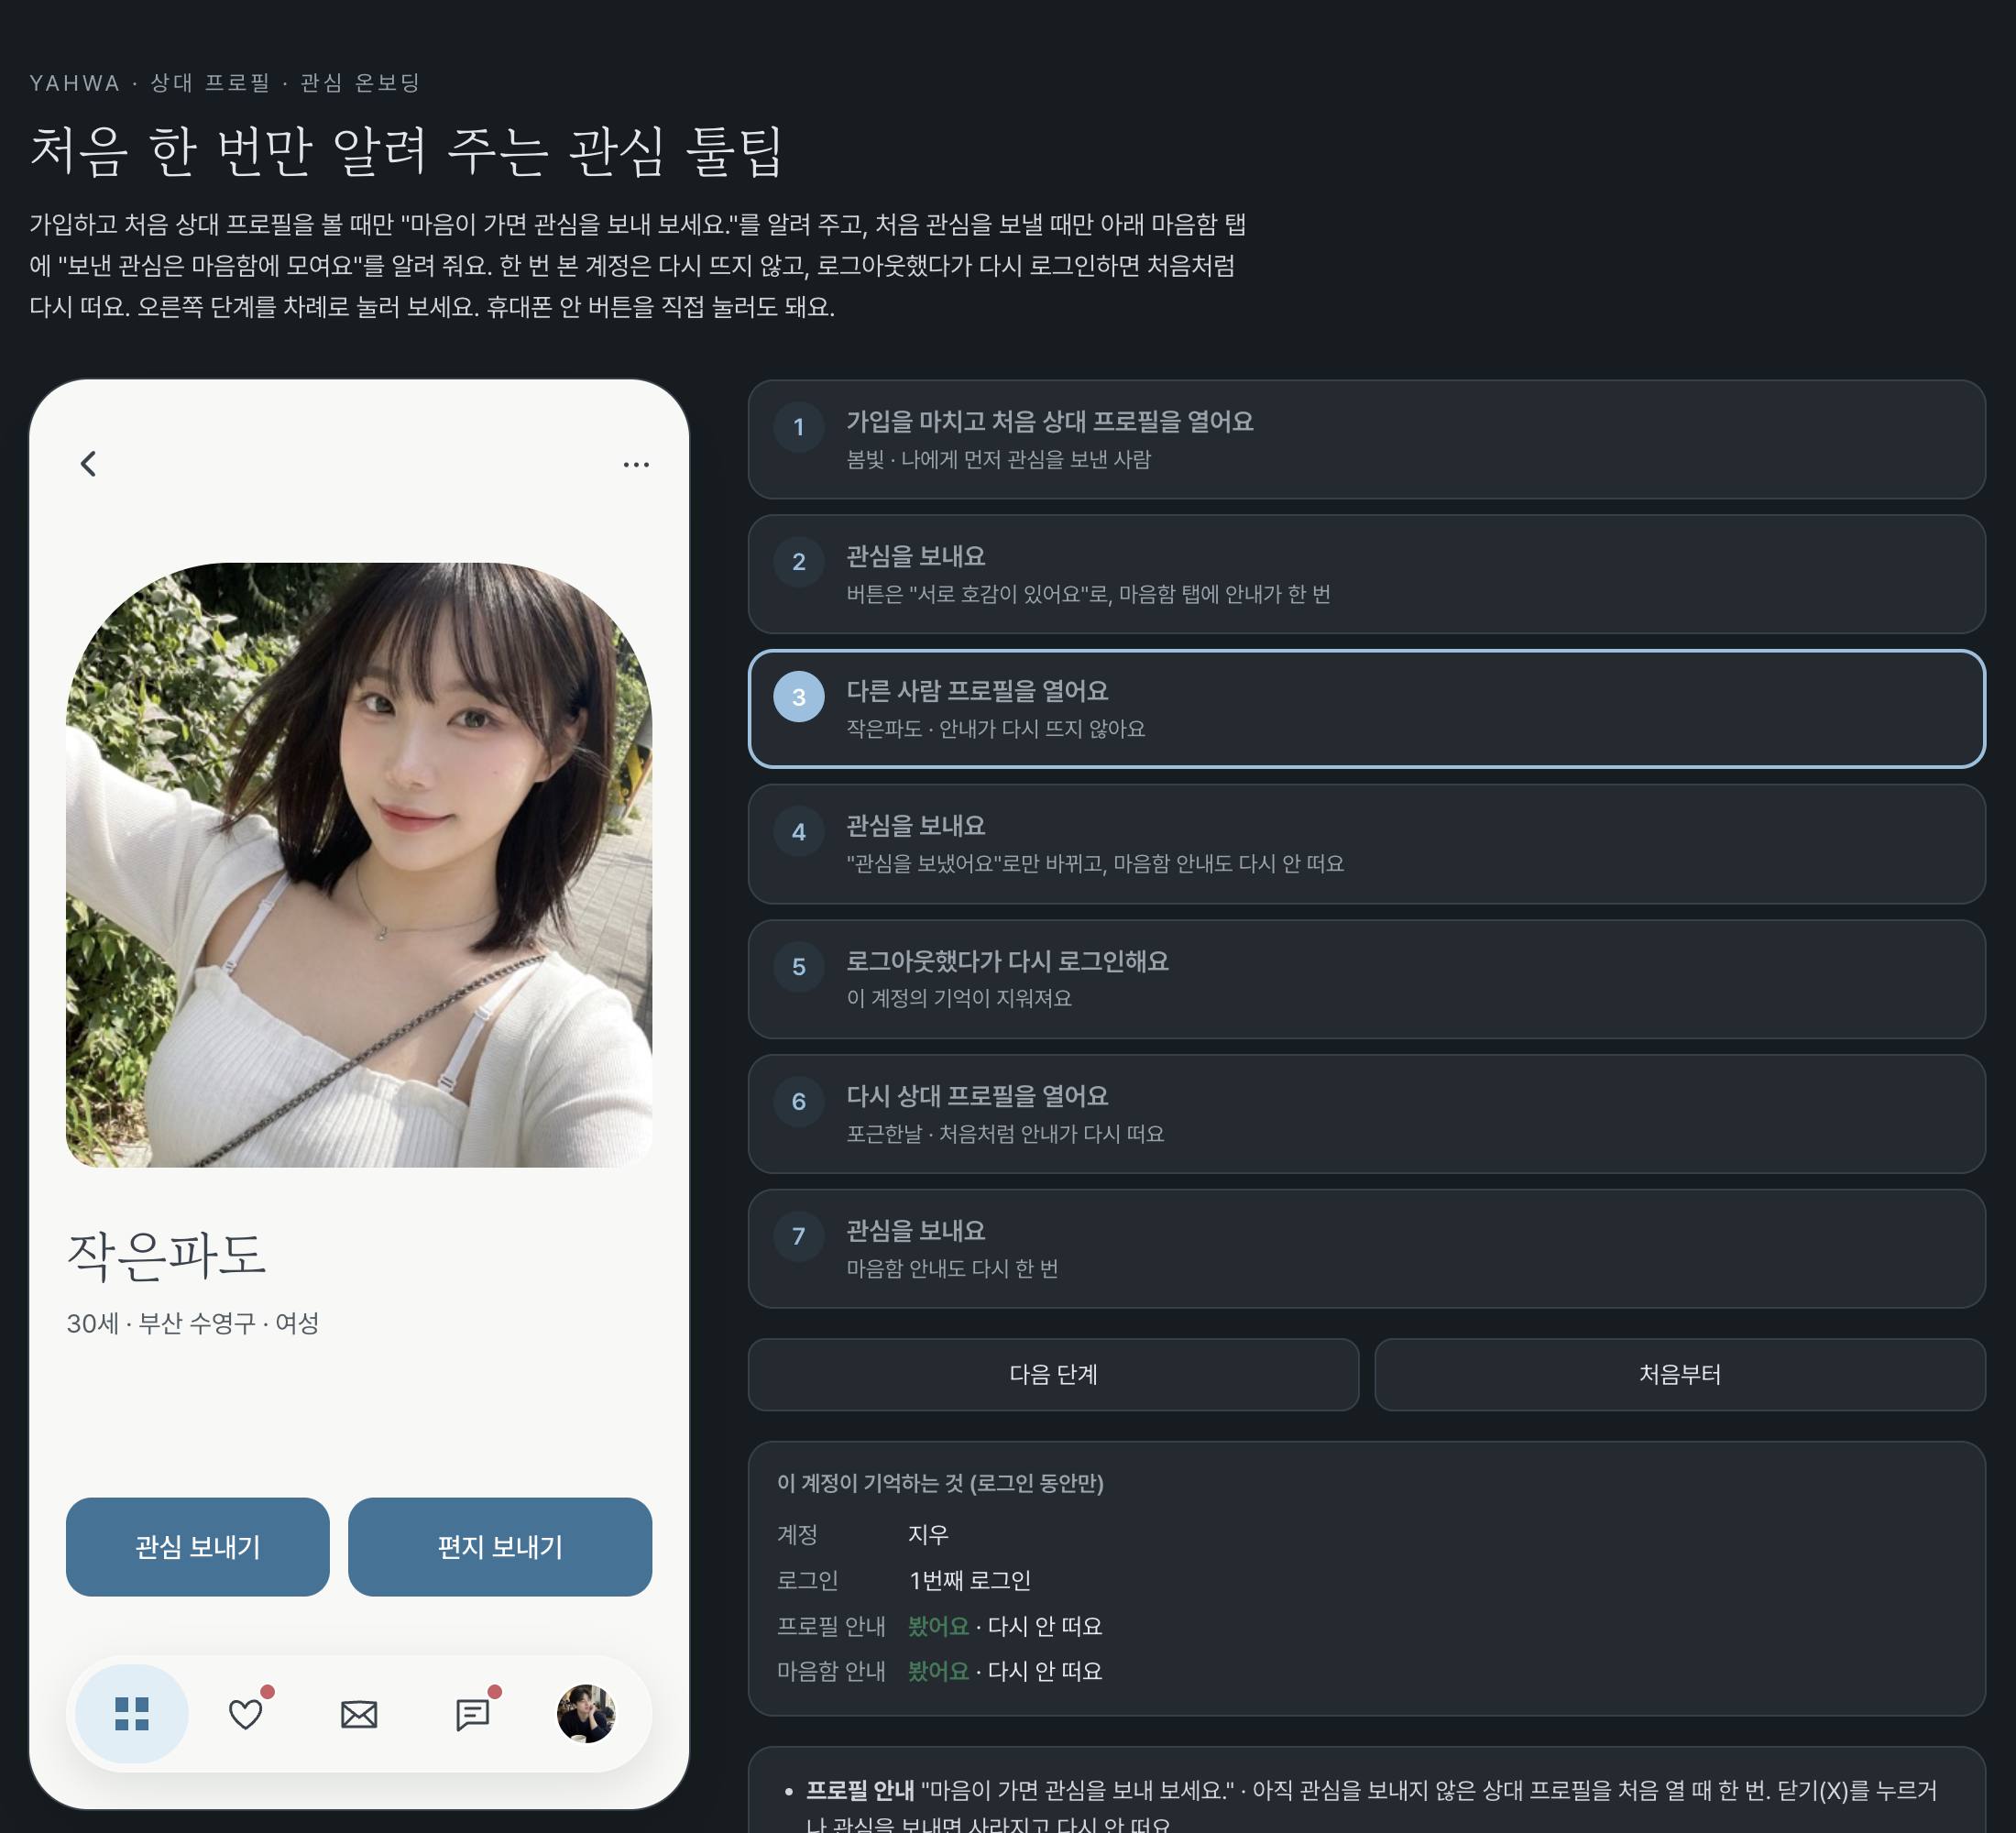 YAHWA · 상대 프로필 · 관심 온보딩
처음 한 번만 알려 주는 관심 툴팁
가입하고 처음 상대 프로필을 볼 때만 "마음이 가면 관심을 보내 보세요."를 알려 주고, 처음 관심을 보낼 때만 아래 마음함 탭
에 "보낸 관심은 마음함에 모여요"를 알려 줘요. 한 번 본 계정은 다시 뜨지 않고, 로그아웃했다가 다시 로그인하면 처음처럼
다시 떠요. 오른쪽 단계를 차례로 눌러 보세요. 휴대폰 안 버튼을 직접 눌러도 돼요.
작은파도
30세 · 부산 수영구 · 여성
관심 보내기
편지 보내기
1
가입을 마치고 처음 상대 프로필을 열어요
봄빛 · 나에게 먼저 관심을 보낸 사람
2
관심을 보내요
버튼은 "서로 호감이 있어요"로, 마음함 탭에 안내가 한 번
3
다른 사람 프로필을 열어요
작은파도 · 안내가 다시 뜨지 않아요
4
관심을 보내요
"관심을 보냈어요"로만 바뀌고, 마음함 안내도 다시 안 떠요
5
로그아웃했다가 다시 로그인해요
이 계정의 기억이 지워져요
6
다시 상대 프로필을 열어요
포근한날 · 처음처럼 안내가 다시 떠요
7
관심을 보내요
마음함 안내도 다시 한 번
다음 단계
처음부터
이 계정이 기억하는 것 (로그인 동안만)
계정 지우
로그인 1번째 로그인
프로필 안내 봤어요 · 다시 안 떠요
마음함 안내 봤어요 · 다시 안 떠요
• 프로필 안내 "마음이 가면 관심을 보내 보세요." · 아직 관심을 보내지 않은 상대 프로필을 처음 열 때 한 번. 닫기(X)를 누르거
나 관심을 보내면 사라지고 다시 안 떠요